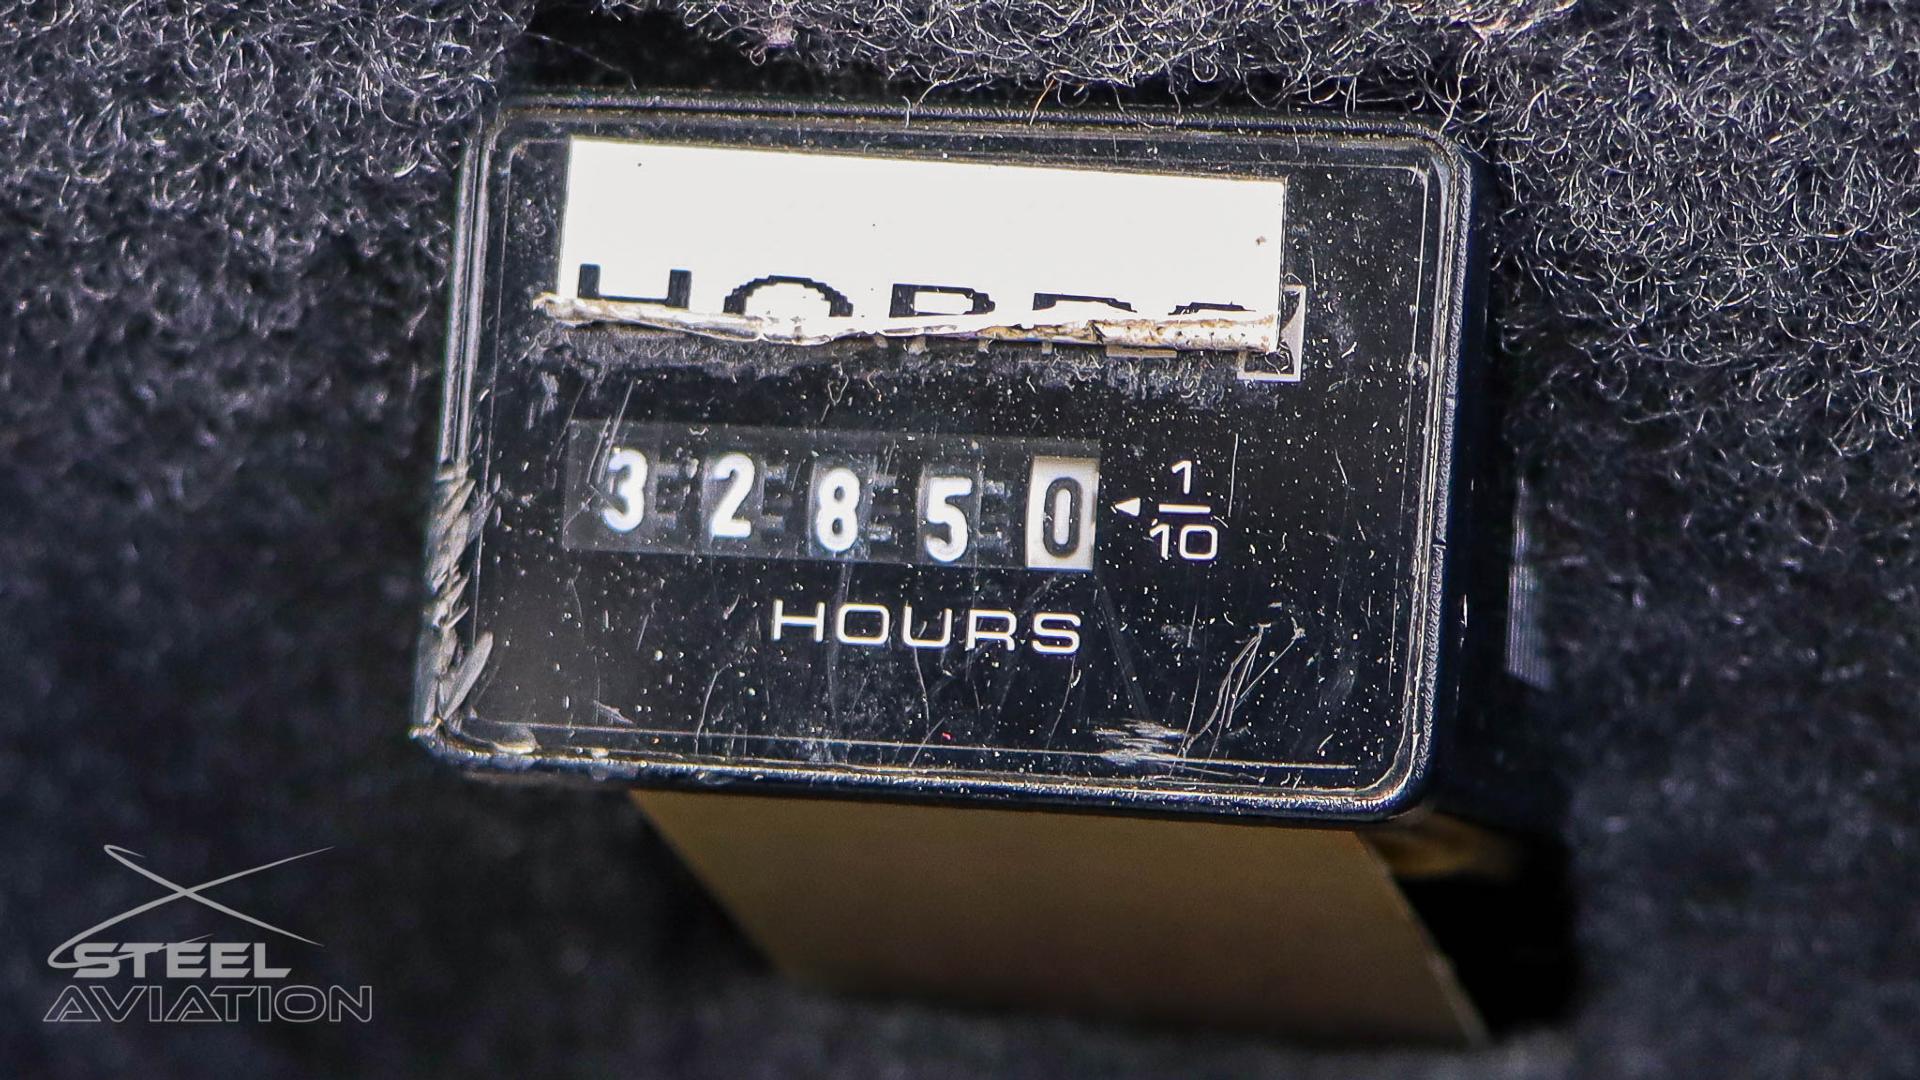 32850
1
10
HOURS
STEEL
AVIATION